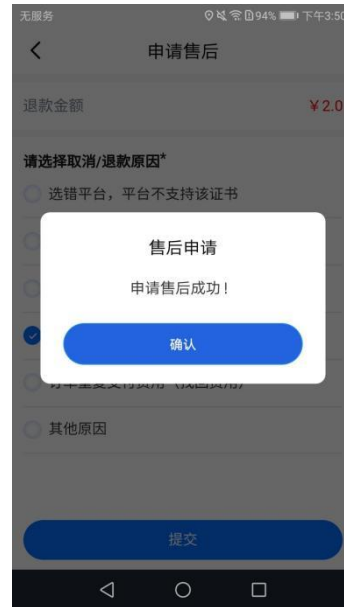 无服务 94% 下午3:50
申请售后
退款金额 ¥2.0
请选择取消/退款原因*
选错平台，平台不支持该证书
售后申请
申请售后成功！
确认
其他原因
提交